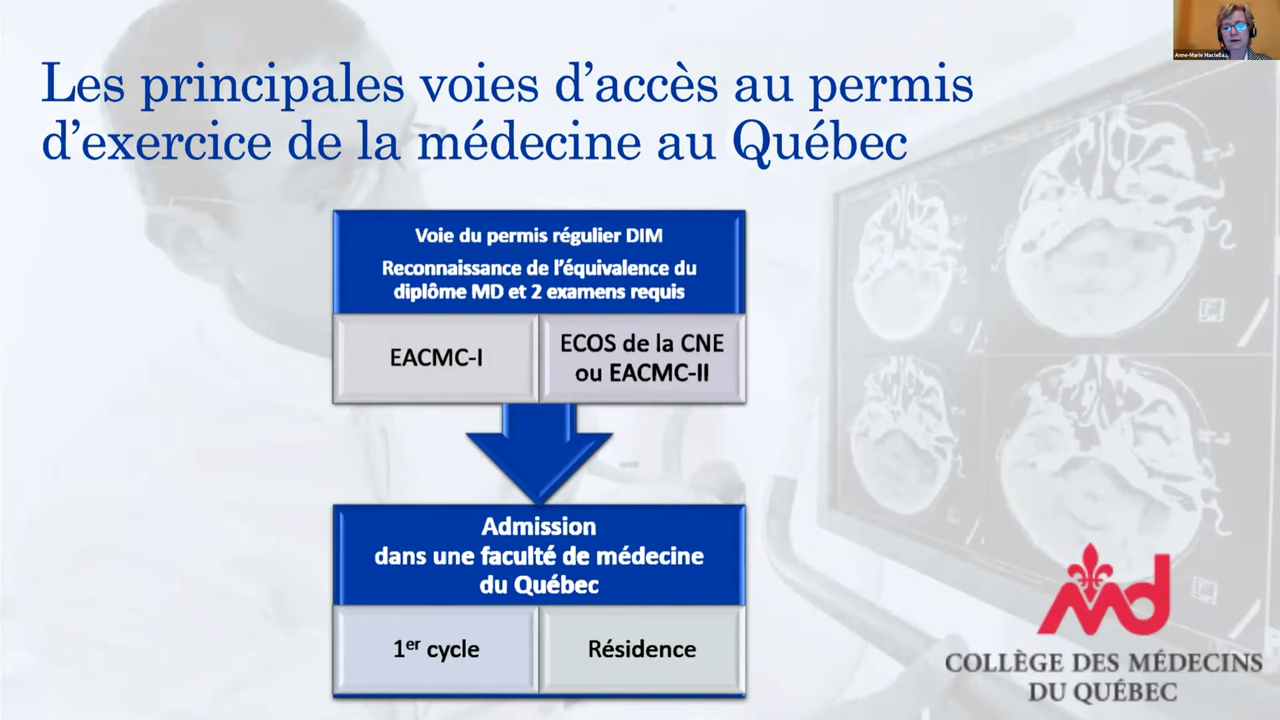 Anne-Marie
Les principales voies d’accès au permis
d’exercice de la médecine au Québec
Voie du permis régulier DIM
Reconnaissance de l’équivalence du
diplôme MD et 2 examens requis
EACMC-I
ECOS de la CNE
ou EACMC-II
Admission
dans une faculté de médecine
du Québec
1er cycle
Résidence
Md
COLLÈGE DES MÉDECINS
DU QUÉBEC